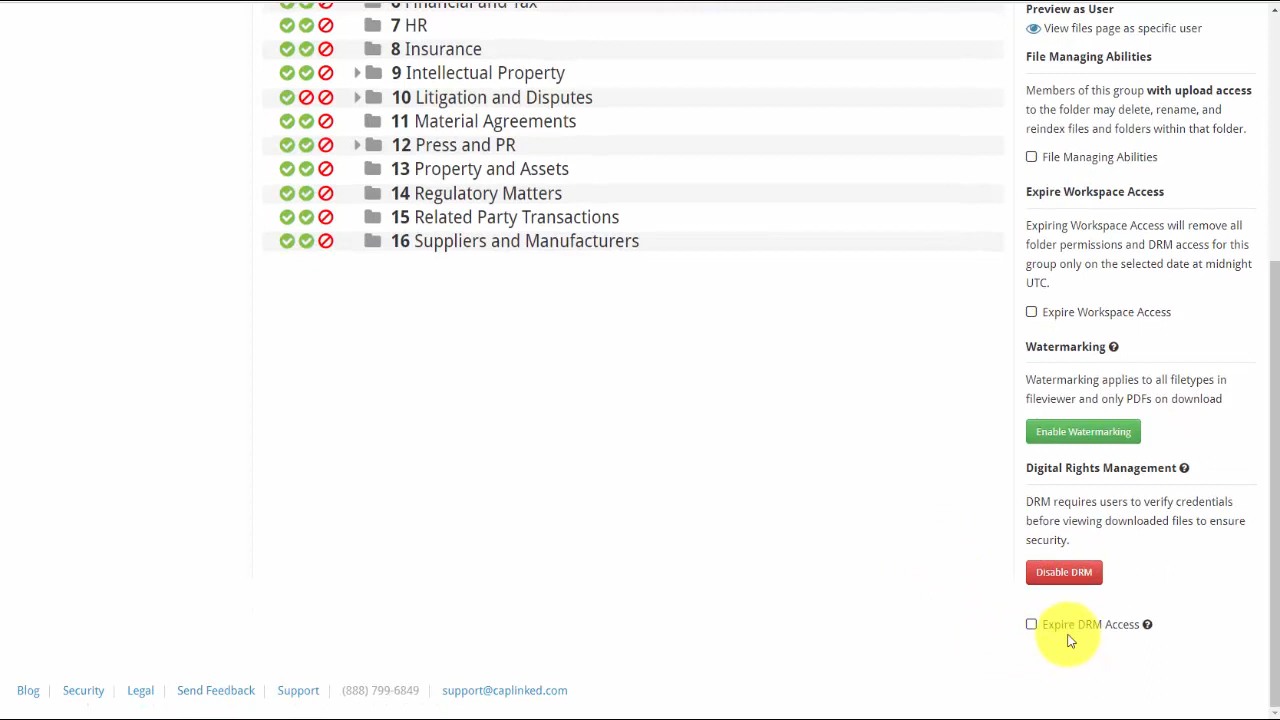 6 Financial and Tax
7 HR
8 Insurance
9 Intellectual Property
10 Litigation and Disputes
11 Material Agreements
12 Press and PR
13 Property and Assets
14 Regulatory Matters
15 Related Party Transactions
16 Suppliers and Manufacturers
Preview as User
View files page as specific user
File Managing Abilities
Members of this group with upload access
to the folder may delete, rename, and
reindex files and folders within that folder.
File Managing Abilities
Expire Workspace Access
Expiring Workspace Access will remove all
folder permissions and DRM access for this
group only on the selected date at midnight
UTC.
Expire Workspace Access
Watermarking
Watermarking applies to all filetypes in
fileviewer and only PDFs on download
Enable Watermarking
Digital Rights Management
DRM requires users to verify credentials
before viewing downloaded files to ensure
security.
Disable DRM
Expire DRM Access
Blog Security Legal Send Feedback Support (888) 799-6849 support@caplinked.com